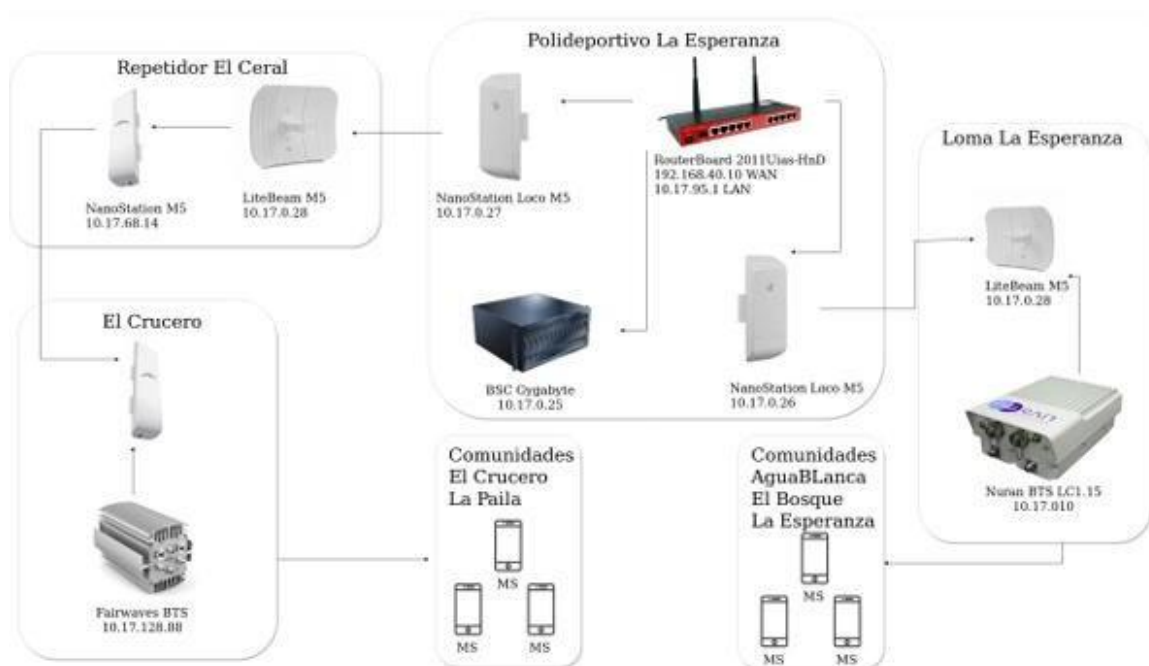 Polideportivo La Esperanza
Repetidor El Ceral
Loma La Esperanza
RouterBoard 2011Uias-HnD
192.168.40.10 WAN
10.17.95.1 LAN
NanoStation M5
10.17.68.14
LiteBeam M5
10.17.0.28
NanoStation Loco M5
10.17.0.27
LiteBeam M5
10.17.0.28
El Crucero
BSC Gygabyte
10.17.0.25
NanoStation Loco M5
10.17.0.26
Nuran BTS LC1.15
10.17.010
Comunidades
El Crucero
La Paila
MS
MS
MS
Comunidades
AguaBLanca
El Bosque
La Esperanza
MS
MS
MS
Fairwaves BTS
10.17.128.88